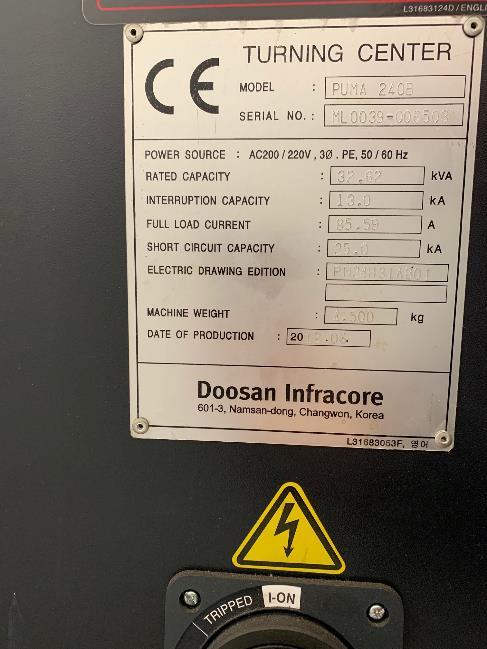 L31683124D / ENGLI
CE
TURNING CENTER
MODEL : PUMA 240B
SERIAL NO. :
POWER SOURCE : AC200 / 220V , 3Ø . PE, 50 / 60 Hz
RATED CAPACITY : 32.62 kVA
INTERRUPTION CAPACITY : 13.0 kA
FULL LOAD CURRENT : 85.59 A
SHORT CIRCUIT CAPACITY : 25.0 kA
ELECTRIC DRAWING EDITION :
MACHINE WEIGHT : kg
DATE OF PRODUCTION : 20
Doosan Infracore
601-3, Namsan-dong, Changwon, Korea
L31683053F, 영어
TRIPPED I-ON